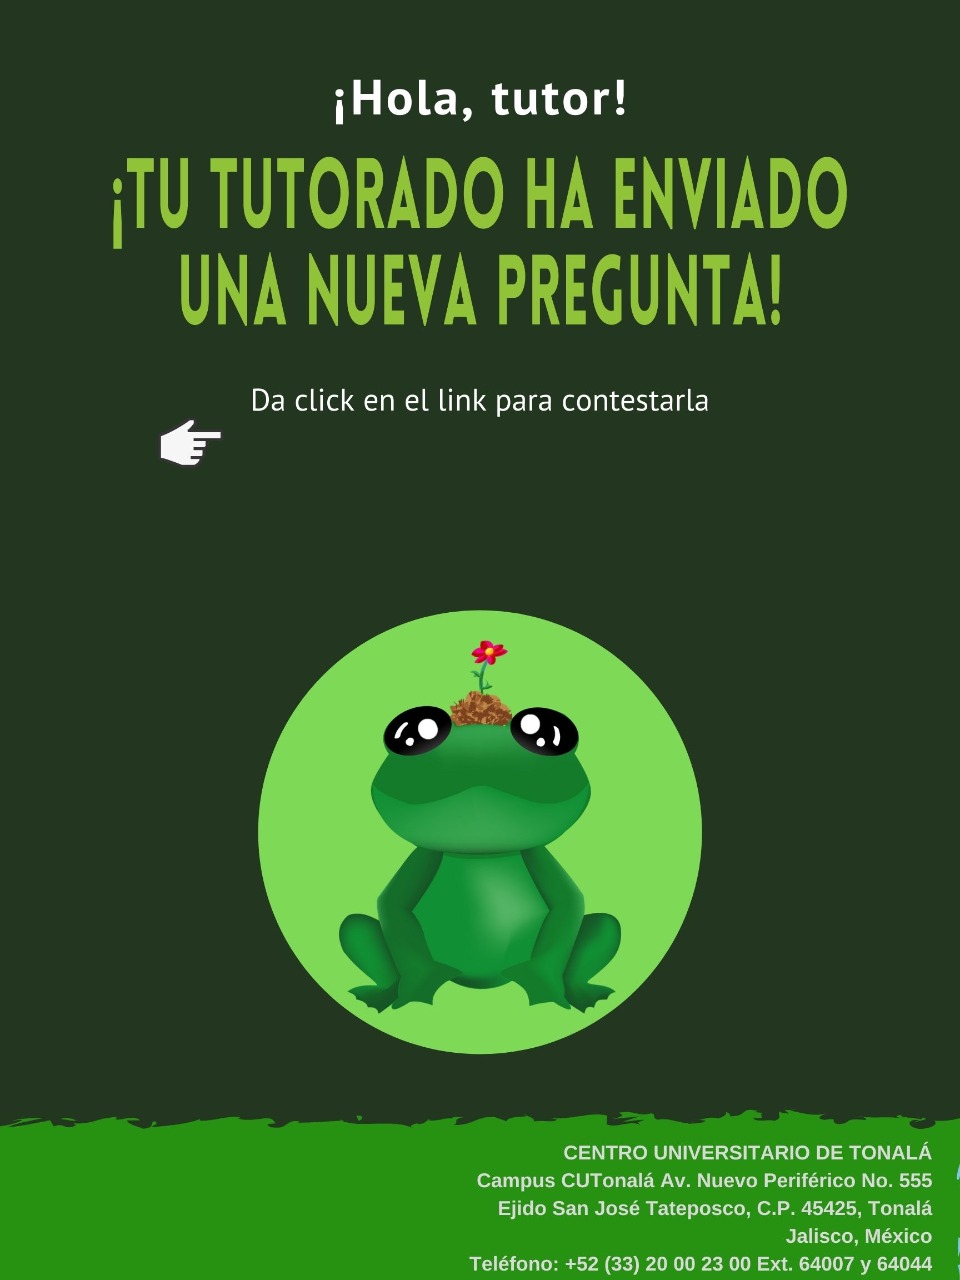 ¡Hola, tutor!
¡TU TUTORADO HA ENVIADO
UNA NUEVA PREGUNTA!
Da click en el link para contestarla
CENTRO UNIVERSITARIO DE TONALÁ
Campus CUTonalá Av. Nuevo Periférico No. 555
Ejido San José Tateposco, C.P. 45425, Tonalá
Jalisco, México
Teléfono: +52 (33) 20 00 23 00 Ext. 64007 y 64044